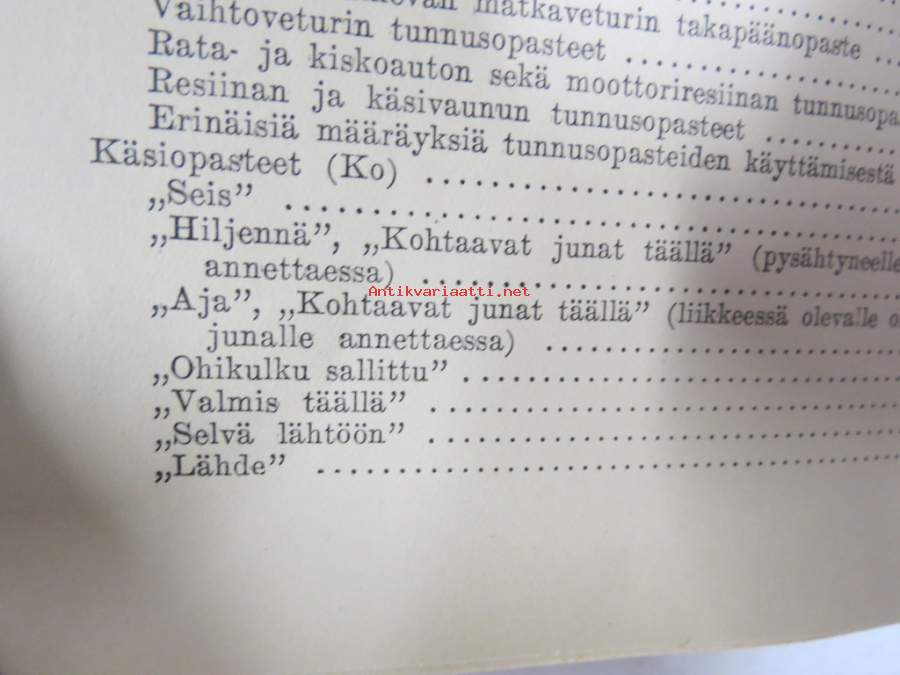 matkaveturin takapäänopaste ...
Vaihtoveturin tunnusopasteet ...................
Rata- ja kiskoauton sekä moottoriresiinan tunnusopa
Resiinan ja käsivaunun tunnusopasteet ..........
Erinäisiä määräyksiä tunnusopasteiden käyttämisestä
Käsiopasteet (Ko) ..............................
„Seis” ........................................
„Hiljennä”, „Kohtaavat junat täällä” (pysähtyneelle
annettaessa) ...............................
Antikvariaatti.net
„Aja”, „Kohtaavat junat täällä” (liikkeessä olevalle o
junalle annettaessa) ........................
„Ohikulku sallittu” .............................
„Valmis täällä” ...............................
„Selvä lähtöön” ...............................
„Lähde” ......................................